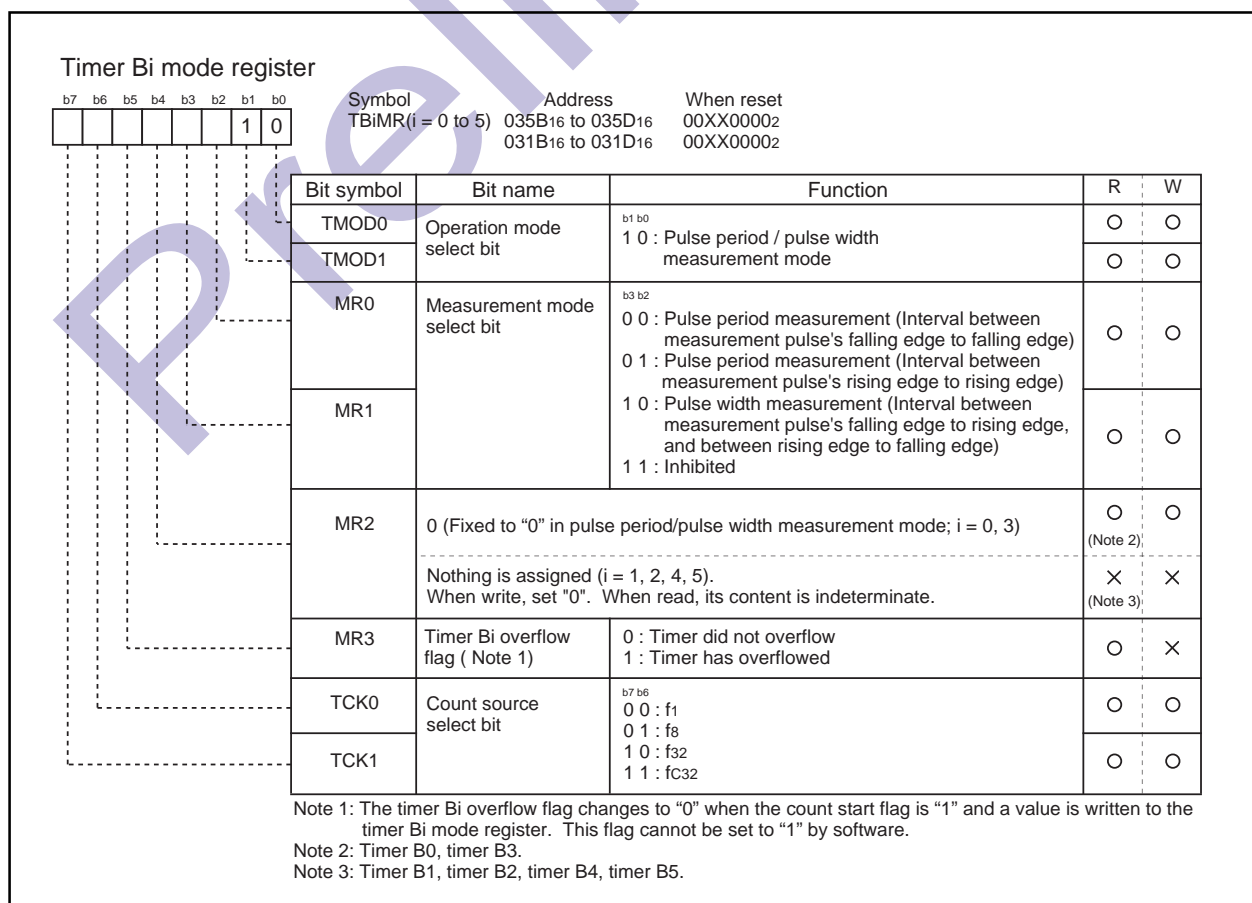 Timer Bi mode register
b7 b6 b5 b4 b3 b2 b1 b0
1 0
Symbol Address When reset
TBiMR(i = 0 to 5) 035B16 to 035D16 00XX00002
031B16 to 031D16 00XX00002
Bit symbol Bit name Function R W
TMOD0 Operation mode select bit b1 b0
1 0 : Pulse period / pulse width
measurement mode
TMOD1
MR0 Measurement mode select bit b3 b2
0 0 : Pulse period measurement (Interval between
measurement pulse's falling edge to falling edge)
0 1 : Pulse period measurement (Interval between
measurement pulse's rising edge to rising edge)
MR1 1 0 : Pulse width measurement (Interval between
measurement pulse's falling edge to rising edge,
and between rising edge to falling edge)
1 1 : Inhibited
MR2 0 (Fixed to “0” in pulse period/pulse width measurement mode; i = 0, 3)
(Note 2)
Nothing is assigned (i = 1, 2, 4, 5).
When write, set "0". When read, its content is indeterminate.
(Note 3)
MR3 Timer Bi overflow 0 : Timer did not overflow
flag ( Note 1) 1 : Timer has overflowed
TCK0 Count source select bit b7 b6
0 0 : f1
0 1 : f8
TCK1 1 0 : f32
1 1 : fC32
Note 1: The timer Bi overflow flag changes to “0” when the count start flag is “1” and a value is written to the
timer Bi mode register. This flag cannot be set to “1” by software.
Note 2: Timer B0, timer B3.
Note 3: Timer B1, timer B2, timer B4, timer B5.